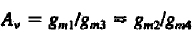 A_v = g_m1/g_m3 = g_m2/g_m4